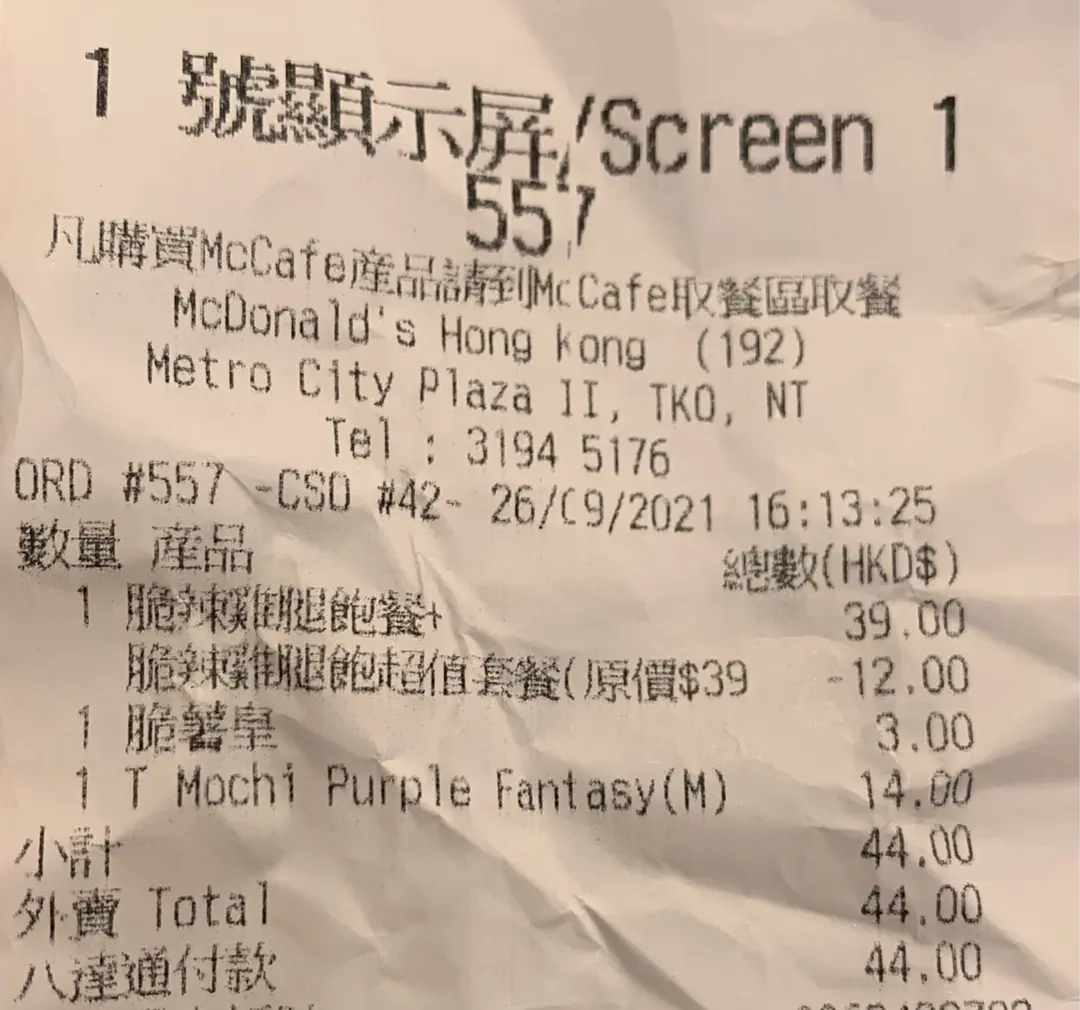 1 號顯示屏/Screen 1
557
凡購買McCafe產品請到McCafe取餐區取餐
McDonald's Hong Kong (192)
Metro City Plaza II, TKO, NT
Tel : 3194 5176
ORD #557 -CSO #42- 26/09/2021 16:13:25
數量 產品 總數(HKD$)
1 脆辣雞腿飽餐+ 39.00
脆辣雞腿飽超值套餐(原價$39 -12.00
1 脆薯皇 3.00
1 T Mochi Purple Fantasy(M) 14.00
小計 44.00
外賣 Total 44.00
八達通付款 44.00